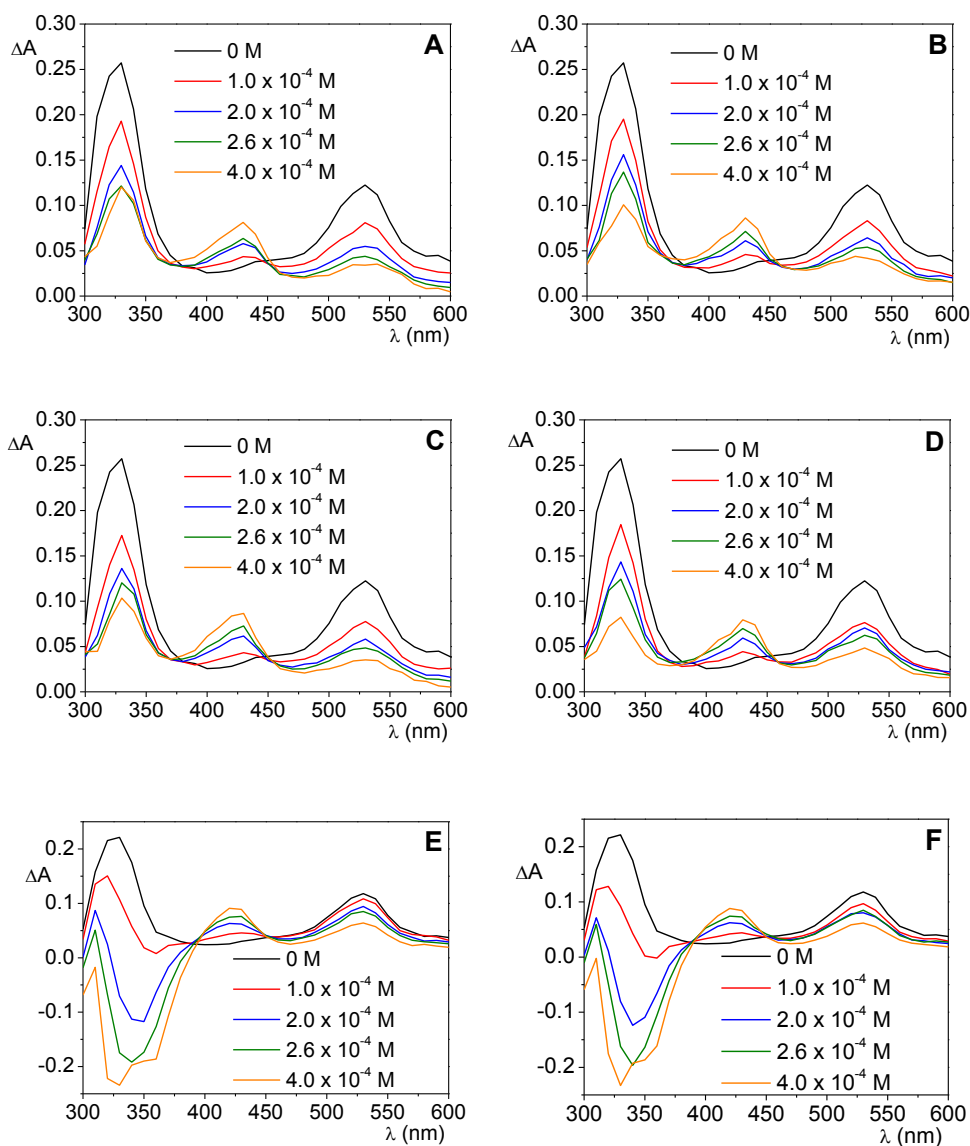 0.30
ΔA
0.25
0.20
0.15
0.10
0.05
0.00
A
0 M
1.0 x 10⁻⁴ M
2.0 x 10⁻⁴ M
2.6 x 10⁻⁴ M
4.0 x 10⁻⁴ M
300 350 400 450 500 550 600
λ (nm)
0.30
ΔA
0.25
0.20
0.15
0.10
0.05
0.00
B
0 M
1.0 x 10⁻⁴ M
2.0 x 10⁻⁴ M
2.6 x 10⁻⁴ M
4.0 x 10⁻⁴ M
300 350 400 450 500 550 600
λ (nm)
0.30
ΔA
0.25
0.20
0.15
0.10
0.05
0.00
C
0 M
1.0 x 10⁻⁴ M
2.0 x 10⁻⁴ M
2.6 x 10⁻⁴ M
4.0 x 10⁻⁴ M
300 350 400 450 500 550 600
λ (nm)
0.30
ΔA
0.25
0.20
0.15
0.10
0.05
0.00
D
0 M
1.0 x 10⁻⁴ M
2.0 x 10⁻⁴ M
2.6 x 10⁻⁴ M
4.0 x 10⁻⁴ M
300 350 400 450 500 550 600
λ (nm)
0.2
ΔA
0.1
0.0
-0.1
-0.2
E
0 M
1.0 x 10⁻⁴ M
2.0 x 10⁻⁴ M
2.6 x 10⁻⁴ M
4.0 x 10⁻⁴ M
300 350 400 450 500 550 600
λ (nm)
0.2
ΔA
0.1
0.0
-0.1
-0.2
F
0 M
1.0 x 10⁻⁴ M
2.0 x 10⁻⁴ M
2.6 x 10⁻⁴ M
4.0 x 10⁻⁴ M
300 350 400 450 500 550 600
λ (nm)